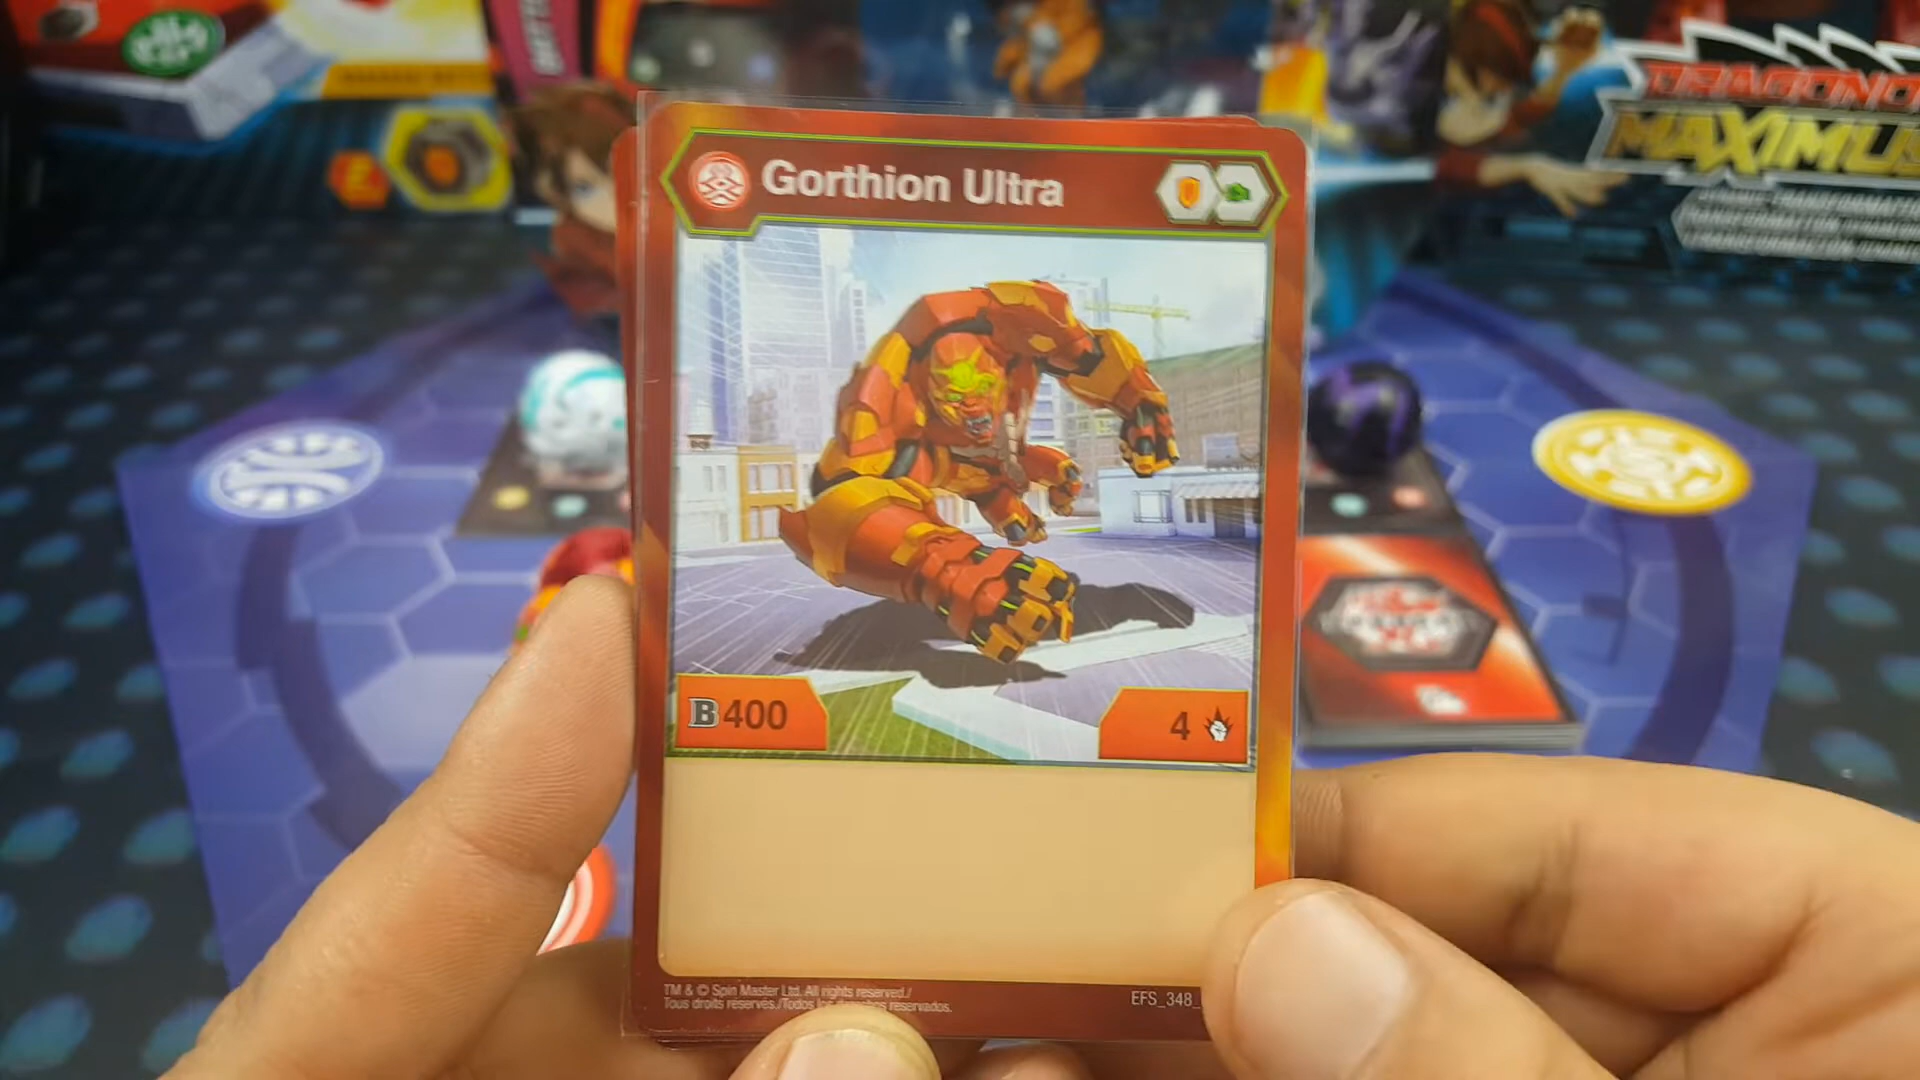 DRAGONO
MAXIMUS
Gorthion Ultra
B400
4
TM & © Spin Master Ltd. All rights reserved./
Tous droits réservés./Todos los derechos reservados.
EFS_348_